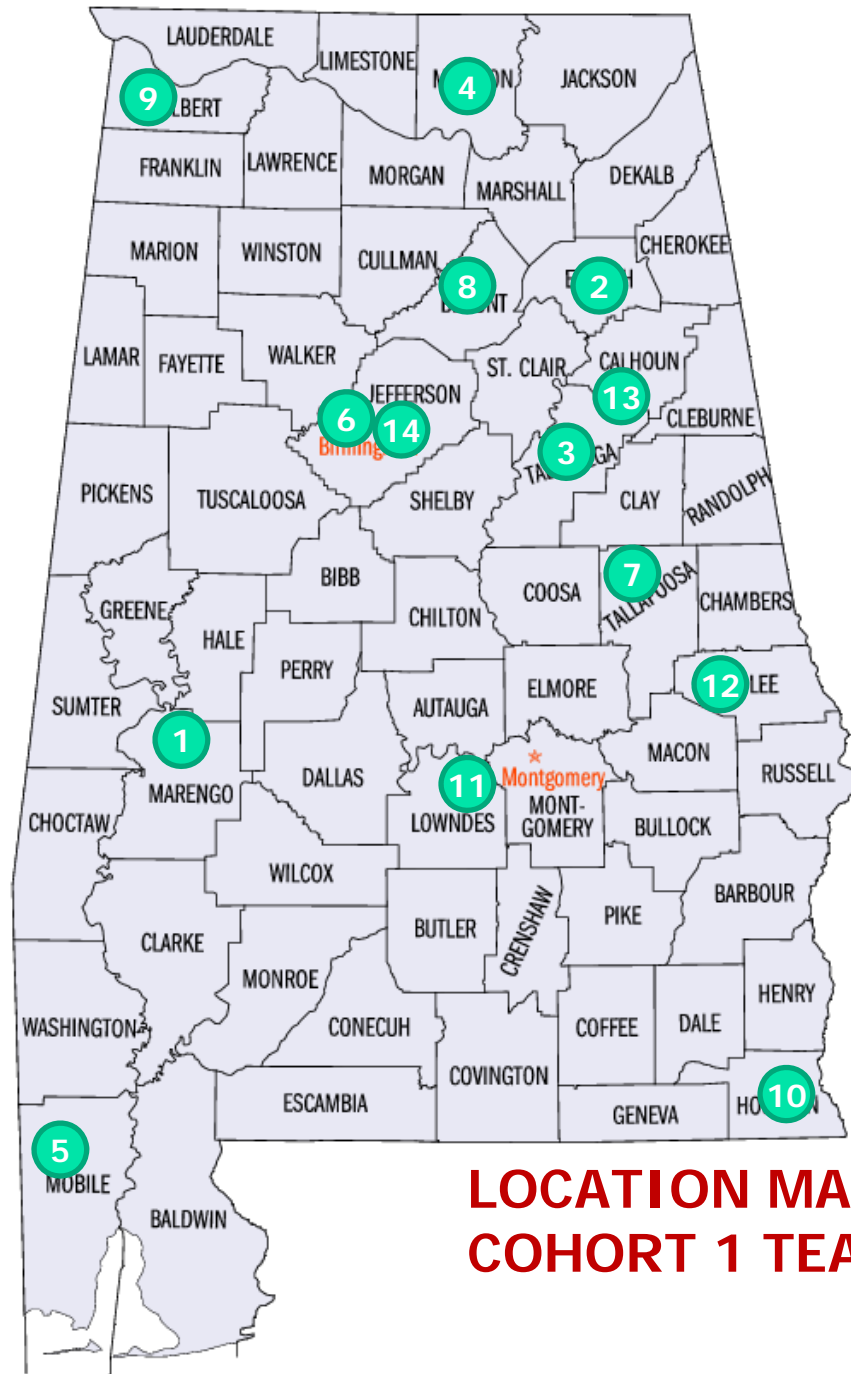 LAUDERDALE
LIMESTONE
4
JACKSON
9
LBERT
FRANKLIN
LAWRENCE
MORGAN
MARSHALL
DEKALB
MARION
WINSTON
CULLMAN
CHEROKEE
8
2
LAMAR
FAYETTE
WALKER
ST. CLAIR
CALHOUN
JEFFERSON
13
6
14
CLEBURNE
3
PICKENS
TUSCALOOSA
SHELBY
CLAY
RANDOLPH
BIBB
7
GREENE
COOSA
TALLAPOOSA
CHAMBERS
HALE
CHILTON
PERRY
12
LEE
SUMTER
AUTAUGA
ELMORE
1
MACON
DALLAS
11
Montgomery
RUSSELL
MARENGO
CHOCTAW
LOWNDES
MONT-
GOMERY
BULLOCK
WILCOX
BARBOUR
BUTLER
CRENSHAW
PIKE
CLARKE
MONROE
HENRY
WASHINGTON
CONECUH
COFFEE
DALE
COVINGTON
10
ESCAMBIA
GENEVA
5
MOBILE
BALDWIN
LOCATION MA
COHORT 1 TEA